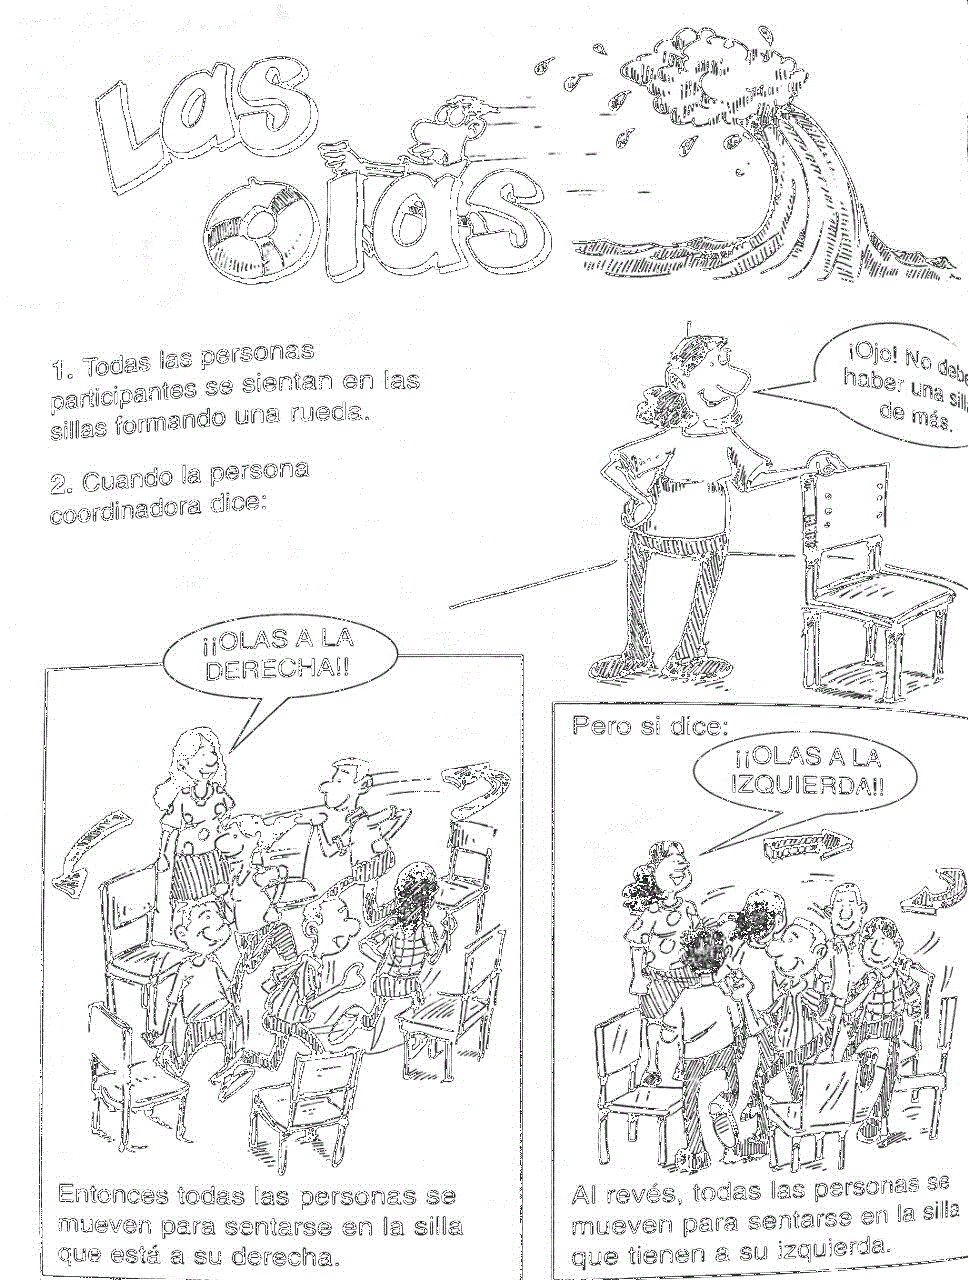 Las
Olas
1. Todas las personas
participantes se sientan en las
sillas formando una rueda.
¡Ojo! No debe
haber una sill
de más.
2. Cuando la persona
coordinadora dice:
¡¡OLAS A LA
DERECHA!!
Entonces todas las personas se
mueven para sentarse en la silla
que está a su derecha.
Pero si dice:
¡¡OLAS A LA
IZQUIERDA!!
Al revés, todas las personas se
mueven para sentarse en la silla
que tienen a su izquierda.